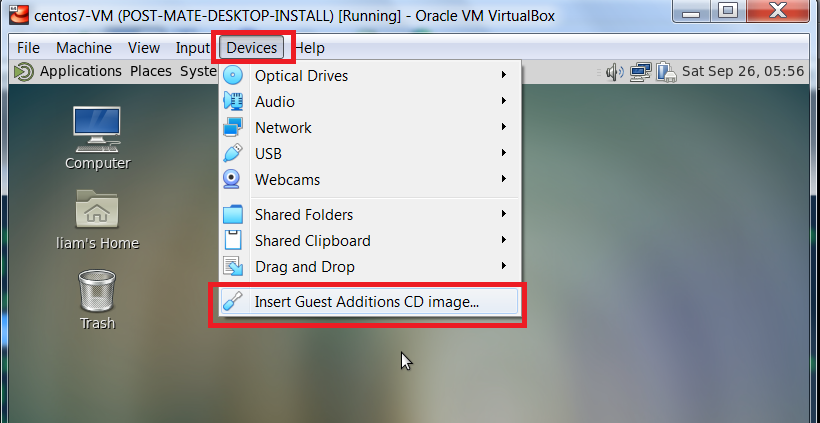 centos7-VM (POST-MATE-DESKTOP-INSTALL) [Running] - Oracle VM VirtualBox
File Machine View Input Devices Help
Applications Places Syste Sat Sep 26, 05:56
Optical Drives
Audio
Network
USB
Webcams
Shared Folders
Shared Clipboard
Drag and Drop
Insert Guest Additions CD image...
Computer
liam's Home
Trash